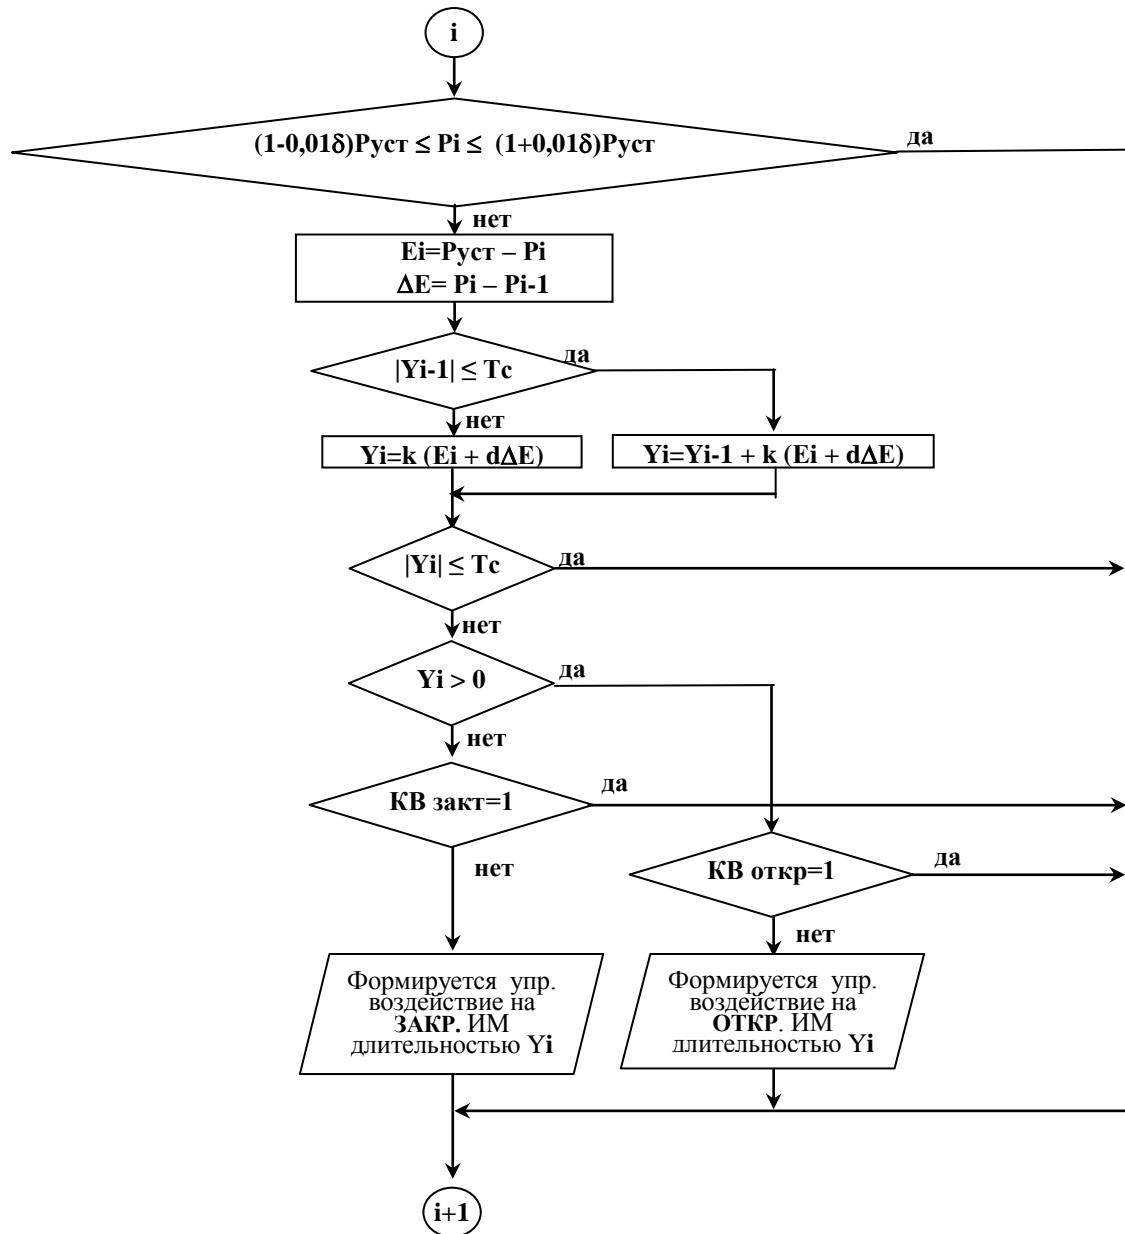 i
(1-0,01δ)Руст ≤ Pi ≤ (1+0,01δ)Руст
да
нет
Ei=Руст – Pi
ΔE= Pi – Pi-1
|Yi-1| ≤ Tc
да
нет
Yi=k (Ei + dΔE)
Yi=Yi-1 + k (Ei + dΔE)
|Yi| ≤ Tc
да
нет
Yi > 0
да
нет
КВ закт=1
да
нет
КВ откр=1
да
нет
Формируется упр.
воздействие на
ЗАКР. ИМ
длительностью Yi
Формируется упр.
воздействие на
ОТКР. ИМ
длительностью Yi
i+1